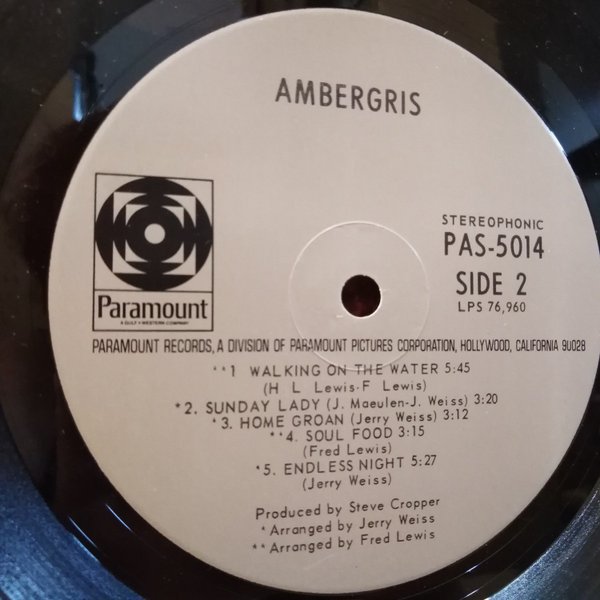 AMBERGRIS
STEREOPHONIC
PAS-5014
SIDE 2
LPS 76,960
Paramount
A GULF + WESTERN COMPANY
PARAMOUNT RECORDS, A DIVISION OF PARAMOUNT PICTURES CORPORATION, HOLLYWOOD, CALIFORNIA 90028
**1 WALKING ON THE WATER 5:45
(H. L. Lewis-F. Lewis)
*2. SUNDAY LADY (J. Maeulen-J. Weiss) 3:20
*3. HOME GROAN (Jerry Weiss) 3:12
**4. SOUL FOOD 3:15
(Fred Lewis)
*5. ENDLESS NIGHT 5:27
(Jerry Weiss)
Produced by Steve Cropper
*Arranged by Jerry Weiss
**Arranged by Fred Lewis